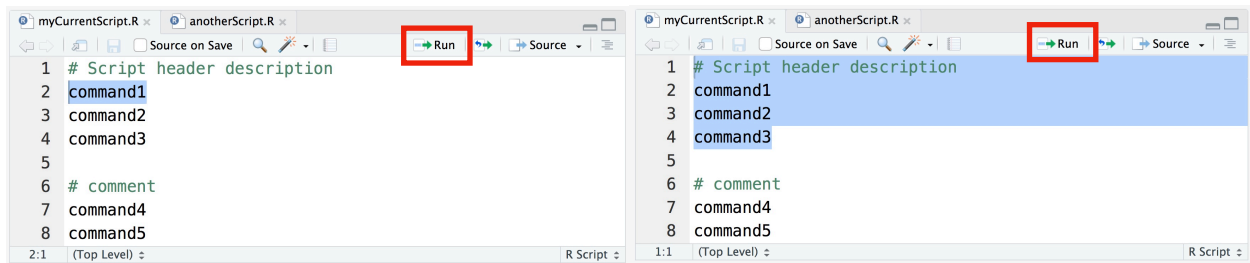 myCurrentScript.R × anotherScript.R ×
Source on Save Run Source
1 # Script header description
2 command1
3 command2
4 command3
5
6 # comment
7 command4
8 command5
2:1 (Top Level) R Script
myCurrentScript.R × anotherScript.R ×
Source on Save Run Source
1 # Script header description
2 command1
3 command2
4 command3
5
6 # comment
7 command4
8 command5
1:1 (Top Level) R Script